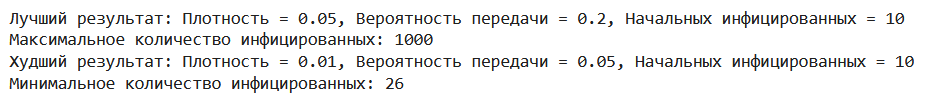 Лучший результат: Плотность = 0.05, Вероятность передачи = 0.2, Начальных инфицированных = 10
Максимальное количество инфицированных: 1000
Худший результат: Плотность = 0.01, Вероятность передачи = 0.05, Начальных инфицированных = 10
Минимальное количество инфицированных: 26